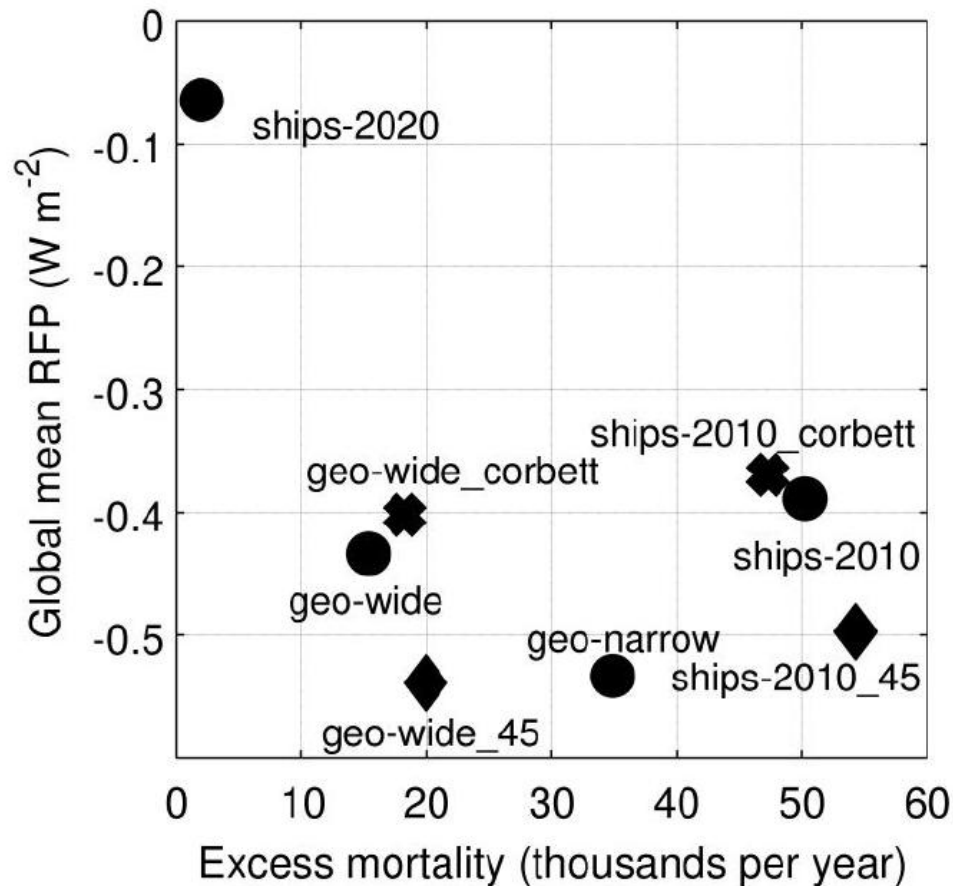 0
-0.1
-0.2
-0.3
-0.4
-0.5
Global mean RFP (W m-2)
ships-2020
ships-2010_corbett
geo-wide_corbett
ships-2010
geo-wide
geo-narrow
ships-2010_45
geo-wide_45
0 10 20 30 40 50 60
Excess mortality (thousands per year)